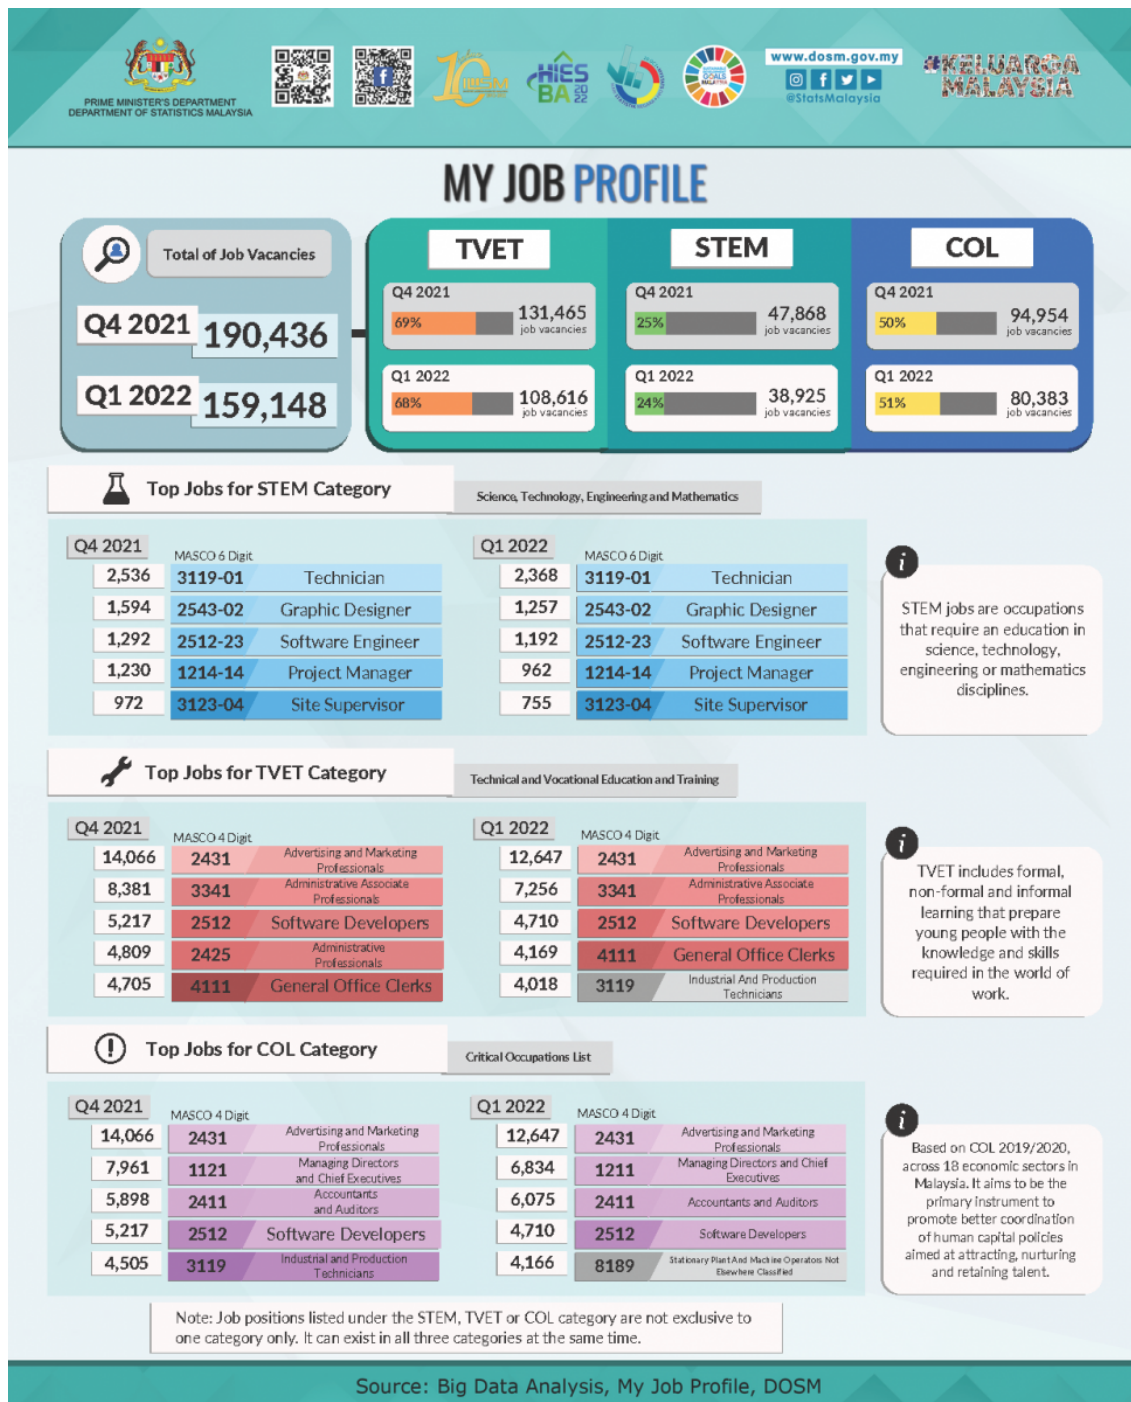 PRIME MINISTER'S DEPARTMENT
DEPARTMENT OF STATISTICS MALAYSIA
HIES
BA 2022
www.dosm.gov.my
@StatsMalaysia
#KELUARGA
MALAYSIA
MY JOB PROFILE
Total of Job Vacancies
Q4 2021 190,436
Q1 2022 159,148
TVET
Q4 2021
69% 131,465
job vacancies
Q1 2022
68% 108,616
job vacancies
STEM
Q4 2021
25% 47,868
job vacancies
Q1 2022
24% 38,925
job vacancies
COL
Q4 2021
50% 94,954
job vacancies
Q1 2022
51% 80,383
job vacancies
Top Jobs for STEM Category
Science, Technology, Engineering and Mathematics
Q4 2021
MASCO 6 Digit
2,536 3119-01 Technician
1,594 2543-02 Graphic Designer
1,292 2512-23 Software Engineer
1,230 1214-14 Project Manager
972 3123-04 Site Supervisor
Q1 2022
MASCO 6 Digit
2,368 3119-01 Technician
1,257 2543-02 Graphic Designer
1,192 2512-23 Software Engineer
962 1214-14 Project Manager
755 3123-04 Site Supervisor
i
STEM jobs are occupations
that require an education in
science, technology,
engineering or mathematics
disciplines.
Top Jobs for TVET Category
Technical and Vocational Education and Training
Q4 2021
MASCO 4 Digit
14,066 2431 Advertising and Marketing
Professionals
8,381 3341 Administrative Associate
Professionals
5,217 2512 Software Developers
4,809 2425 Administrative
Professionals
4,705 4111 General Office Clerks
Q1 2022
MASCO 4 Digit
12,647 2431 Advertising and Marketing
Professionals
7,256 3341 Administrative Associate
Professionals
4,710 2512 Software Developers
4,169 4111 General Office Clerks
4,018 3119 Industrial And Production
Technicians
i
TVET includes formal,
non-formal and informal
learning that prepare
young people with the
knowledge and skills
required in the world of
work.
Top Jobs for COL Category
Critical Occupations List
Q4 2021
MASCO 4 Digit
14,066 2431 Advertising and Marketing
Professionals
7,961 1121 Managing Directors
and Chief Executives
5,898 2411 Accountants
and Auditors
5,217 2512 Software Developers
4,505 3119 Industrial and Production
Technicians
Q1 2022
MASCO 4 Digit
12,647 2431 Advertising and Marketing
Professionals
6,834 1211 Managing Directors and Chief
Executives
6,075 2411 Accountants and Auditors
4,710 2512 Software Developers
4,166 8189 Stationary Plant And Machine Operators Not
Elsewhere Classified
i
Based on COL 2019/2020,
across 18 economic sectors in
Malaysia. It aims to be the
primary instrument to
promote better coordination
of human capital policies
aimed at attracting, nurturing
and retaining talent.
Note: Job positions listed under the STEM, TVET or COL category are not exclusive to
one category only. It can exist in all three categories at the same time.
Source: Big Data Analysis, My Job Profile, DOSM